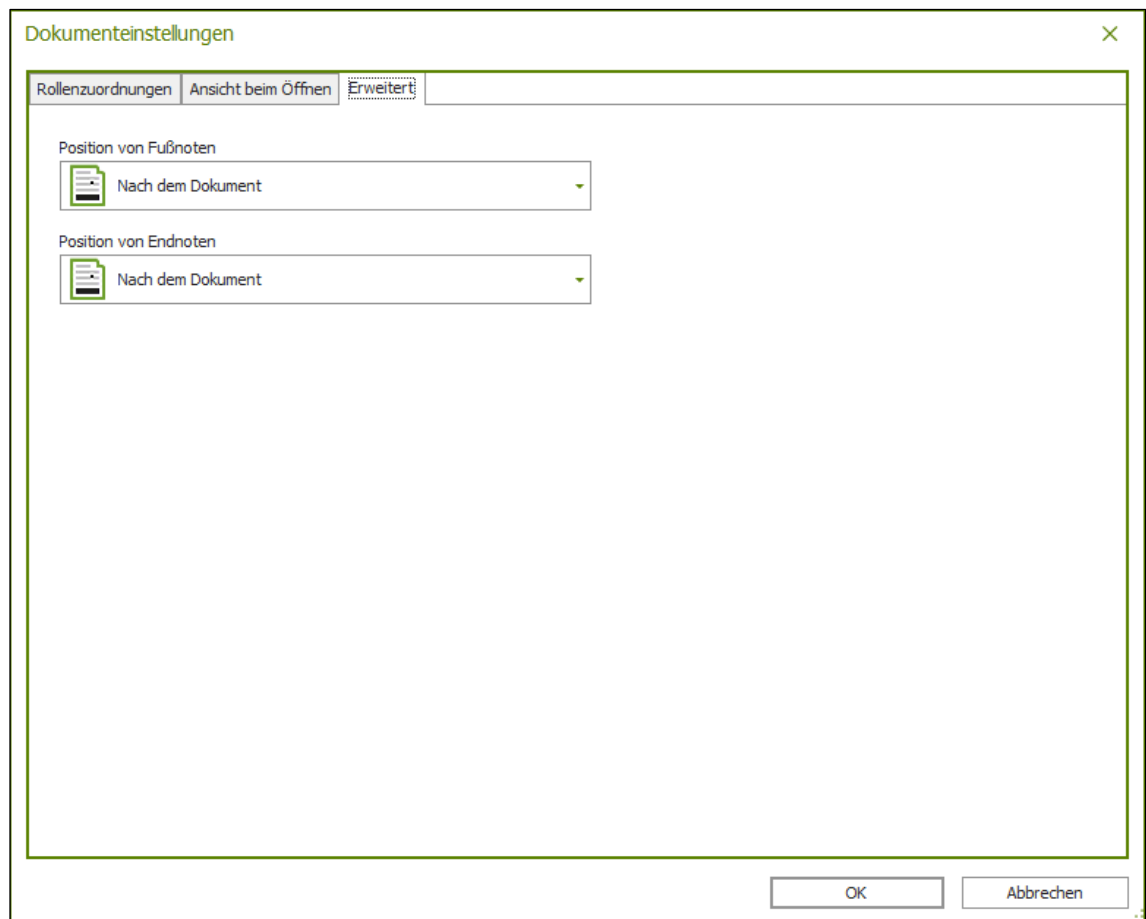 Dokumenteinstellungen
Rollenzuordnungen Ansicht beim Öffnen Erweitert
Position von Fußnoten
Nach dem Dokument
Position von Endnoten
Nach dem Dokument
OK Abbrechen